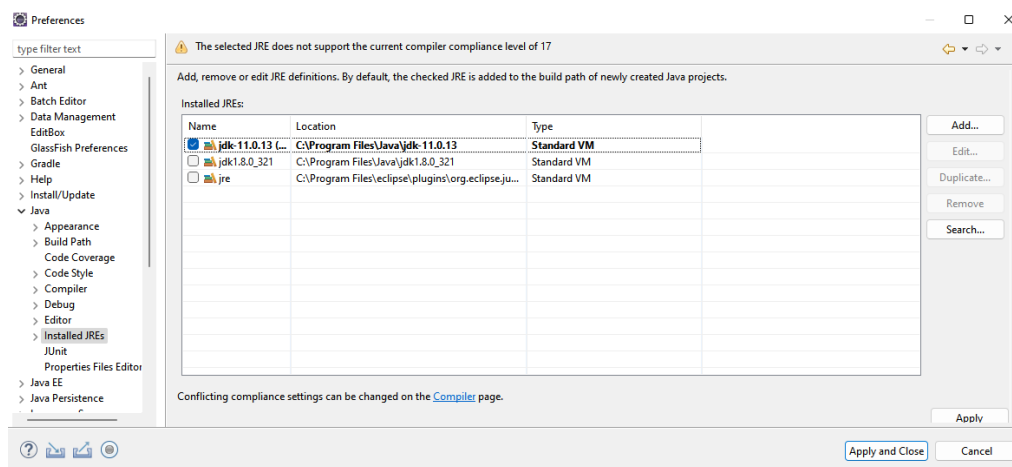 Preferences
type filter text
The selected JRE does not support the current compiler compliance level of 17
General
Ant
Batch Editor
Data Management
EditBox
GlassFish Preferences
Gradle
Help
Install/Update
Java
Appearance
Build Path
Code Coverage
Code Style
Compiler
Debug
Editor
Installed JREs
JUnit
Properties Files Editor
Java EE
Java Persistence
Add, remove or edit JRE definitions. By default, the checked JRE is added to the build path of newly created Java projects.
Installed JREs:
Name Location Type
jdk-11.0.13 (... C:\Program Files\Java\jdk-11.0.13 Standard VM
jdk1.8.0_321 C:\Program Files\Java\jdk1.8.0_321 Standard VM
jre C:\Program Files\eclipse\plugins\org.eclipse.ju... Standard VM
Add...
Edit...
Duplicate...
Remove
Search...
Conflicting compliance settings can be changed on the Compiler page.
Apply
Apply and Close Cancel